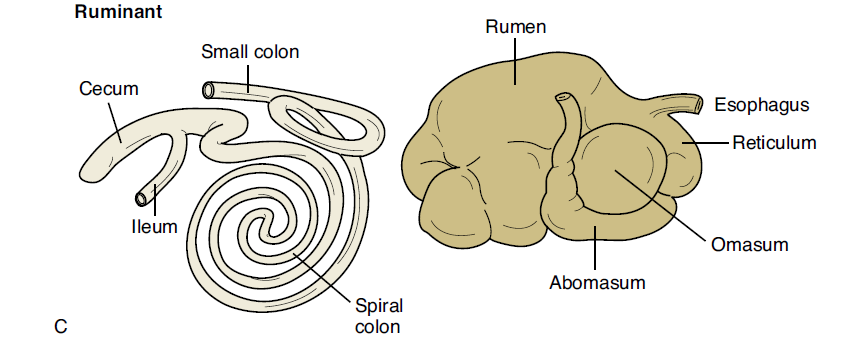 Ruminant
Small colon
Cecum
Ileum
Spiral
colon
C
Rumen
Esophagus
Reticulum
Omasum
Abomasum